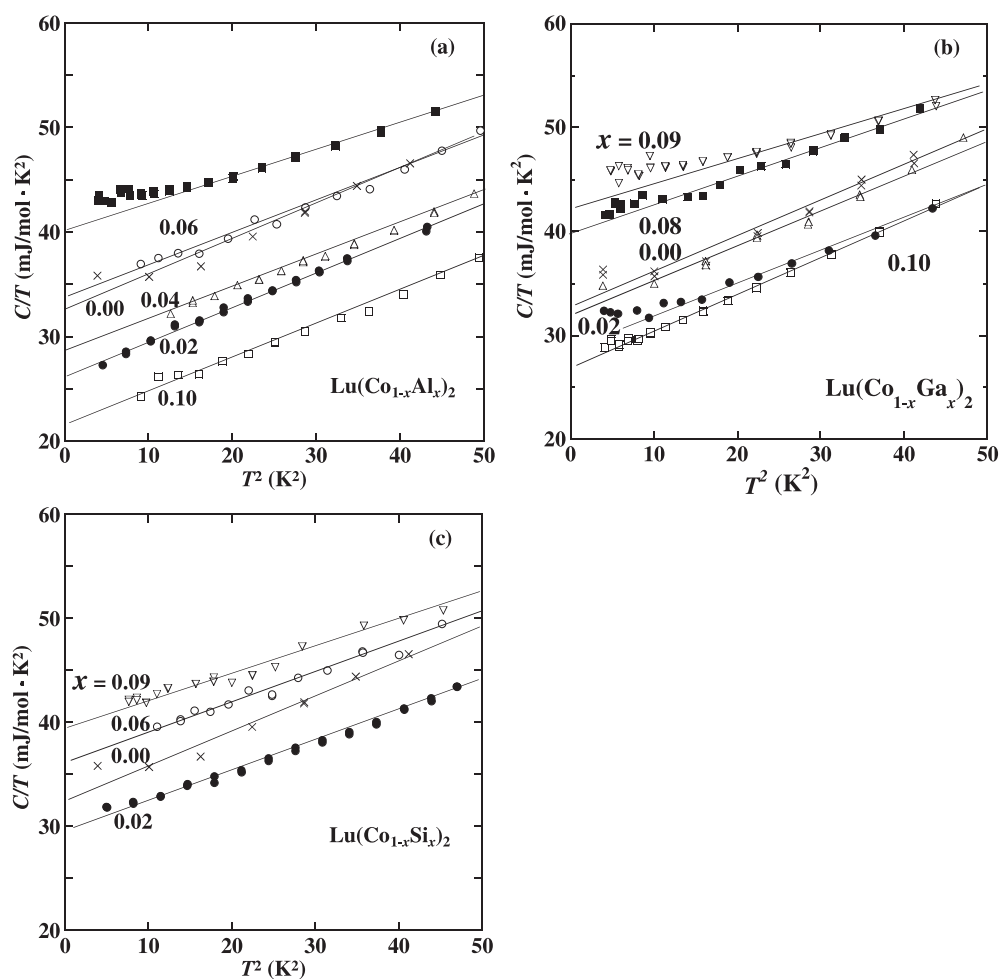 60
(a)
50
C/T (mJ/mol · K²)
40
0.06
0.00
0.04
30
0.02
0.10
Lu(Co₁₋ₓAlₓ)₂
20
0 10 20 30 40 50
T² (K²)
60
(b)
x = 0.09
50
C/T (mJ/mol · K²)
40
0.08
0.00
0.10
0.02
30
Lu(Co₁₋ₓGaₓ)₂
20
0 10 20 30 40 50
T² (K²)
60
(c)
50
C/T (mJ/mol · K²)
x = 0.09
0.06
40
0.00
30
0.02
Lu(Co₁₋ₓSiₓ)₂
20
0 10 20 30 40 50
T² (K²)